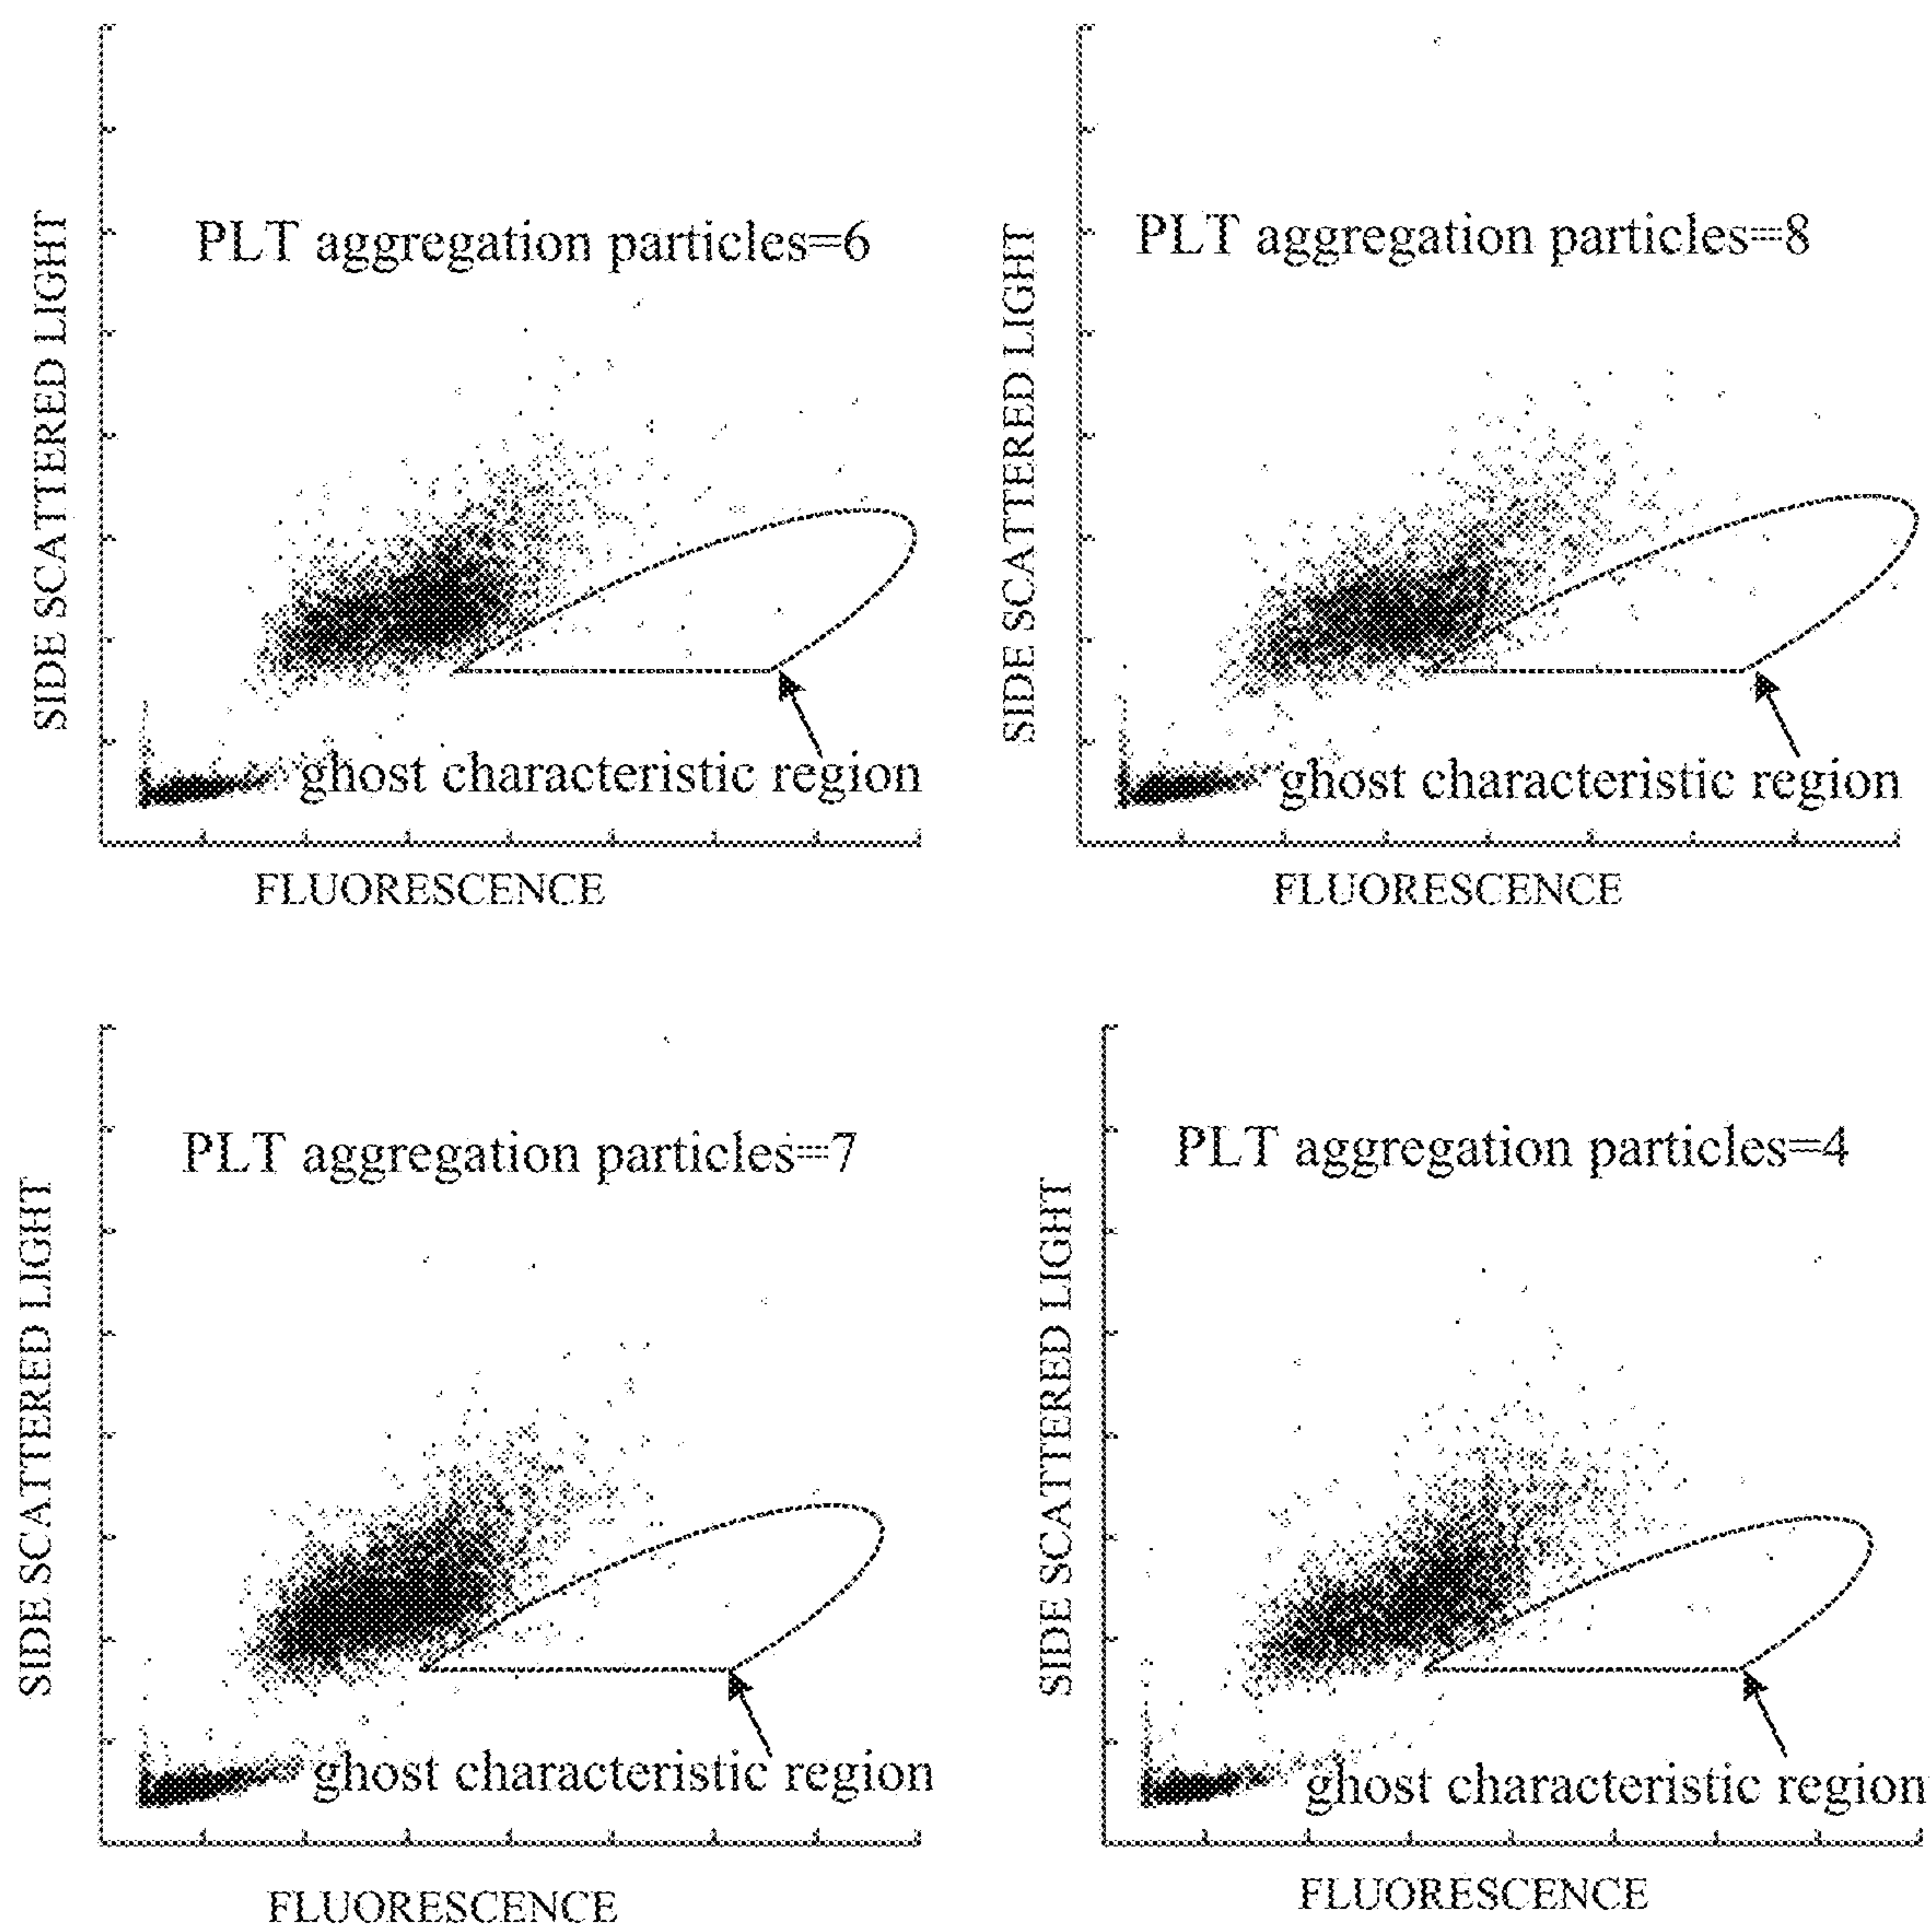 PLT aggregation particles=6
SIDE SCATTERED LIGHT
ghost characteristic region
FLUORESCENCE
PLT aggregation particles=8
SIDE SCATTERED LIGHT
ghost characteristic region
FLUORESCENCE
PLT aggregation particles=7
SIDE SCATTERED LIGHT
ghost characteristic region
FLUORESCENCE
PLT aggregation particles=4
SIDE SCATTERED LIGHT
ghost characteristic region
FLUORESCENCE